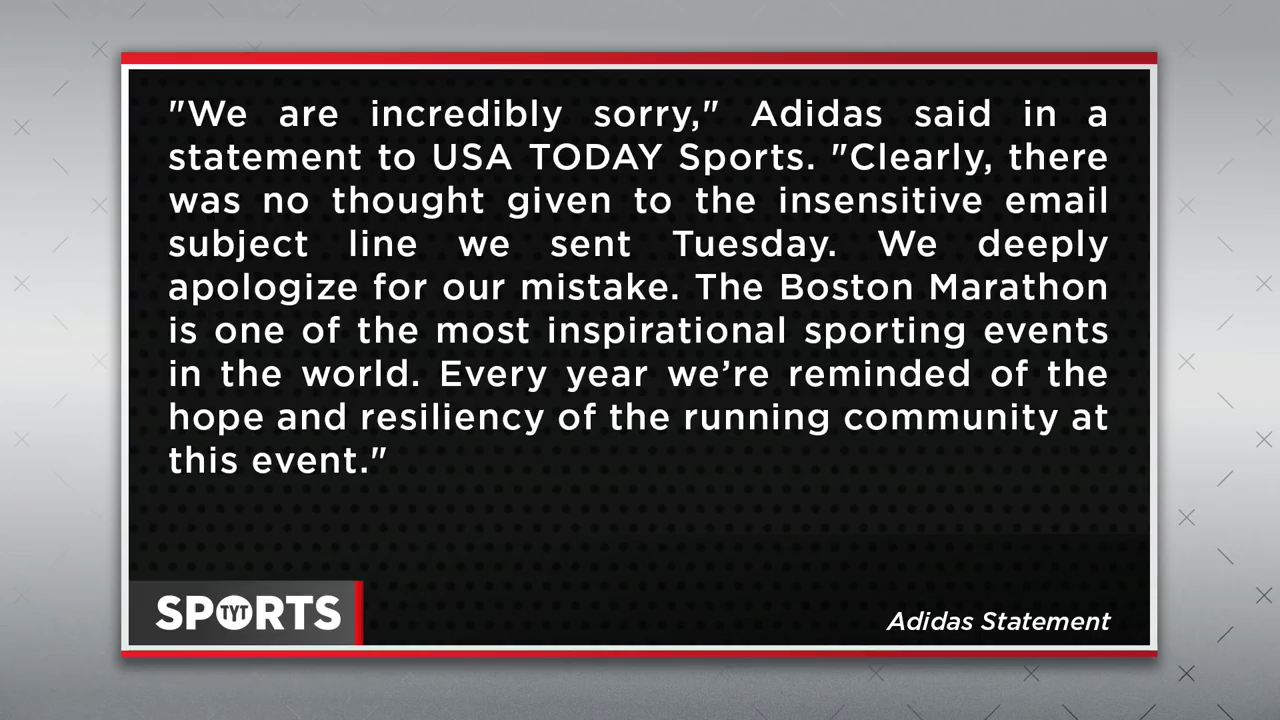 "We are incredibly sorry," Adidas said in a
statement to USA TODAY Sports. "Clearly, there
was no thought given to the insensitive email
subject line we sent Tuesday. We deeply
apologize for our mistake. The Boston Marathon
is one of the most inspirational sporting events
in the world. Every year we’re reminded of the
hope and resiliency of the running community at
this event."
SPORTS
TYT
Adidas Statement